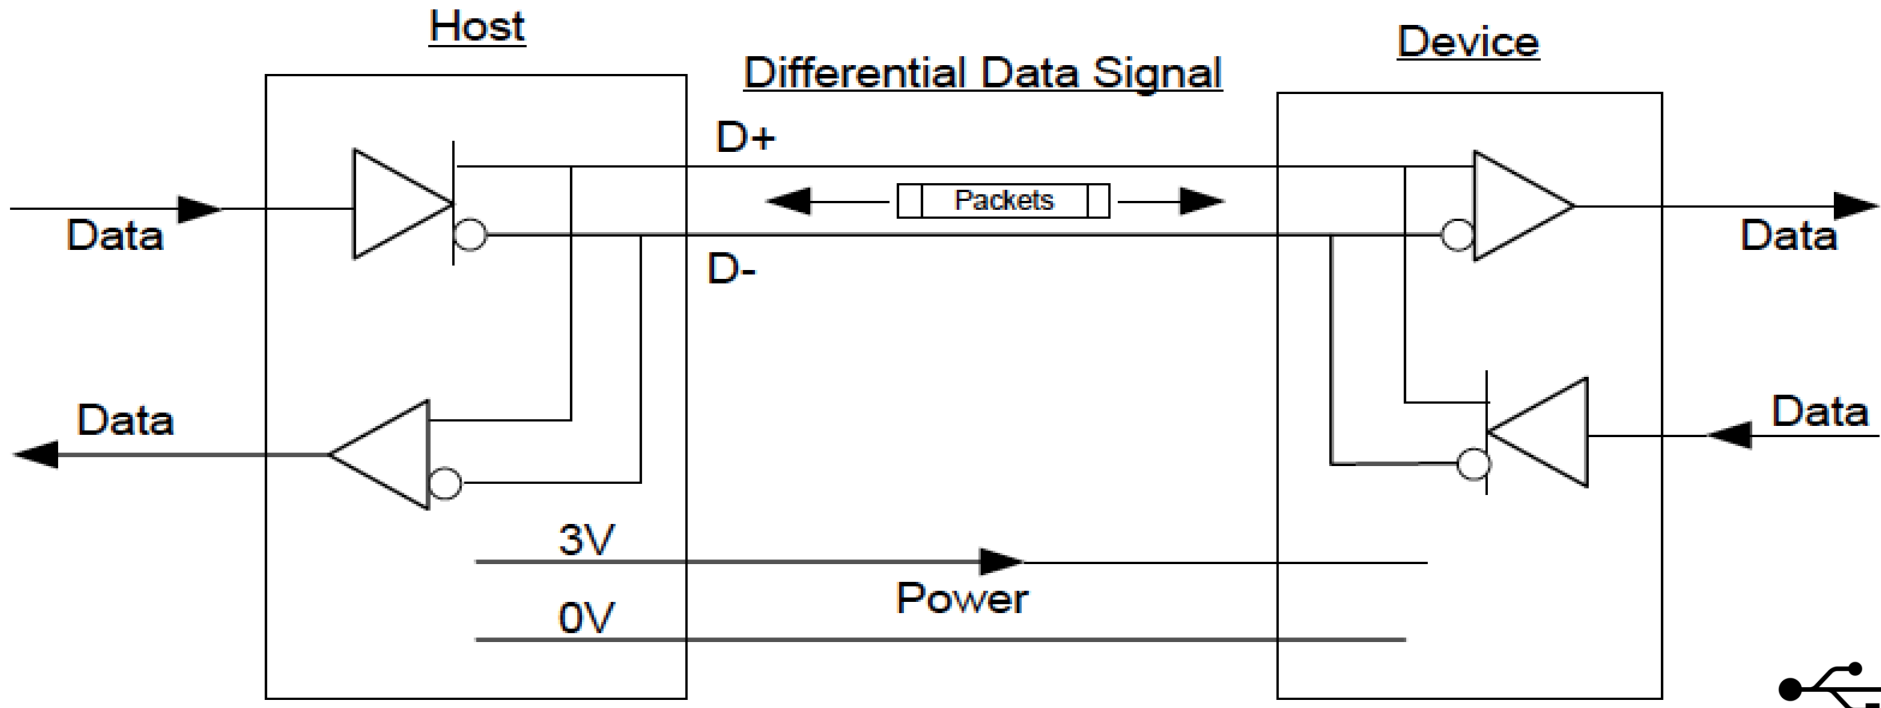 Host
Device
Differential Data Signal
D+
Packets
Data
Data
D-
Data
Data
3V
Power
0V